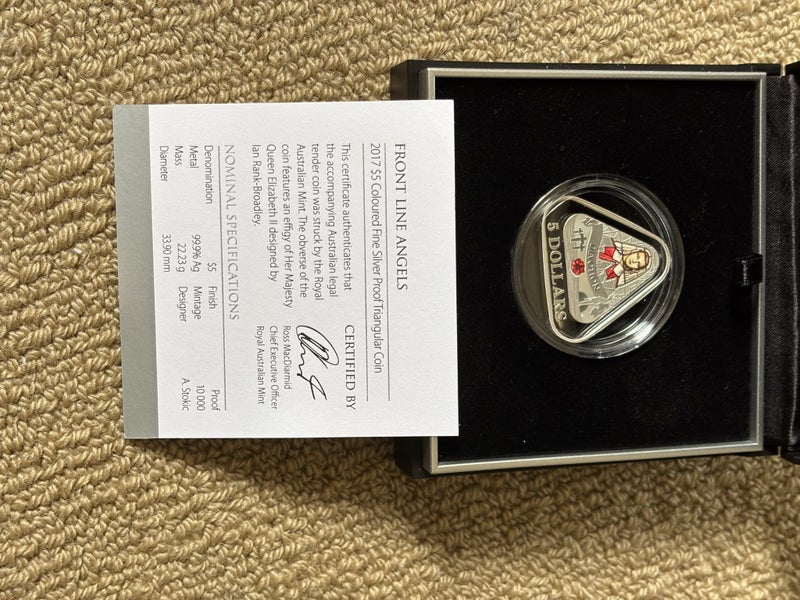 FRONT LINE ANGELS
2017 $5 Coloured Fine Silver Proof Triangular Coin
This certificate authenticates that
the accompanying Australian legal
tender coin was struck by the Royal
Australian Mint. The obverse of the
coin features an effigy of Her Majesty
Queen Elizabeth II designed by
Ian Rank-Broadley.
CERTIFIED BY
Ross MacDiarmid
Chief Executive Officer
Royal Australian Mint
NOMINAL SPECIFICATIONS
Denomination $5 Finish Proof
Metal 99.9% Ag Mintage 10 000
Mass 22.23 g Designer A. Stokic
Diameter 33.90 mm
5 DOLLARS